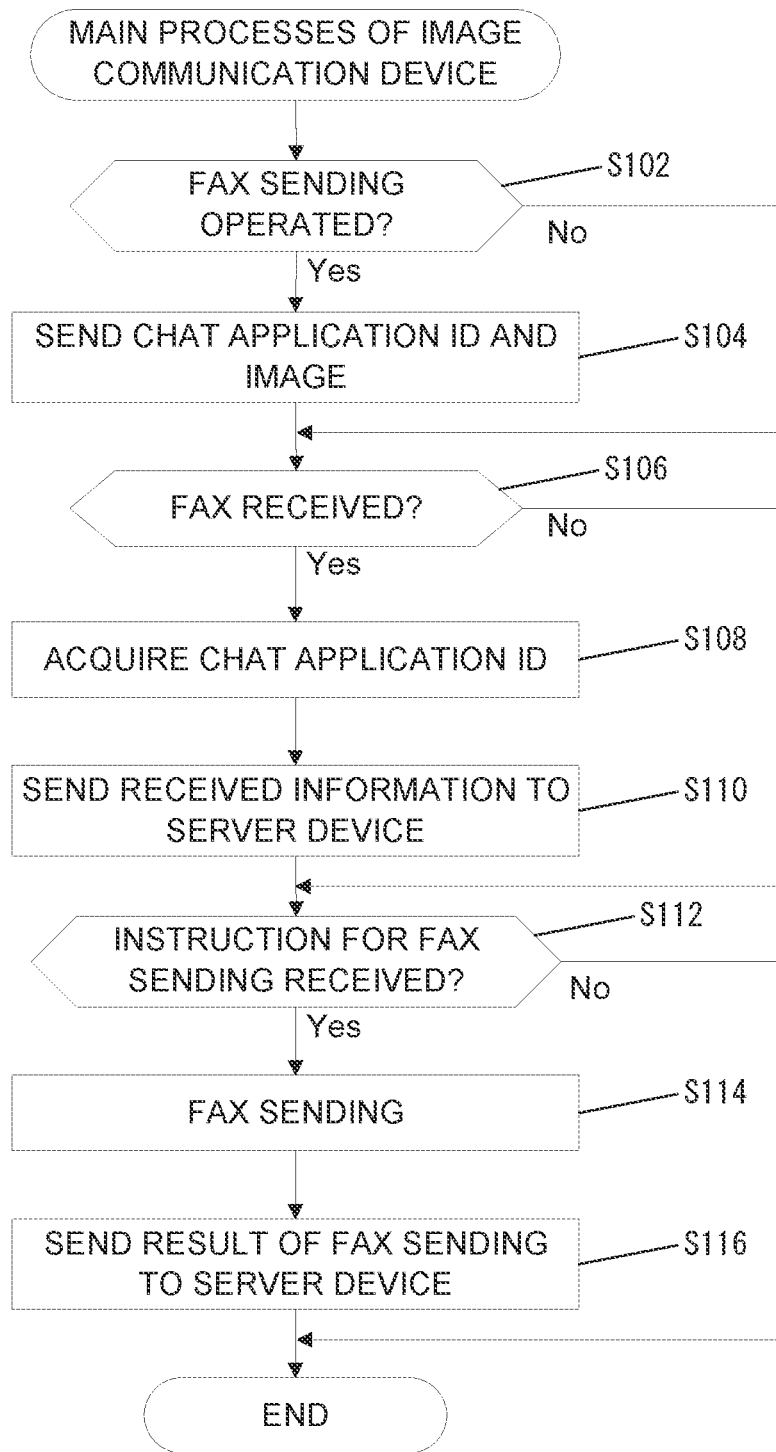 MAIN PROCESSES OF IMAGE
COMMUNICATION DEVICE
FAX SENDING
OPERATED?
S102
No
Yes
SEND CHAT APPLICATION ID AND
IMAGE
S104
FAX RECEIVED?
S106
No
Yes
ACQUIRE CHAT APPLICATION ID
S108
SEND RECEIVED INFORMATION TO
SERVER DEVICE
S110
INSTRUCTION FOR FAX
SENDING RECEIVED?
S112
No
Yes
FAX SENDING
S114
SEND RESULT OF FAX SENDING
TO SERVER DEVICE
S116
END